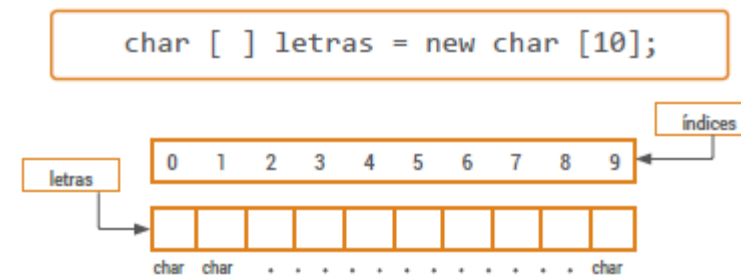 char [ ] letras = new char [10];
índices
0 1 2 3 4 5 6 7 8 9
letras
char char . . . . . . . . . . . . char